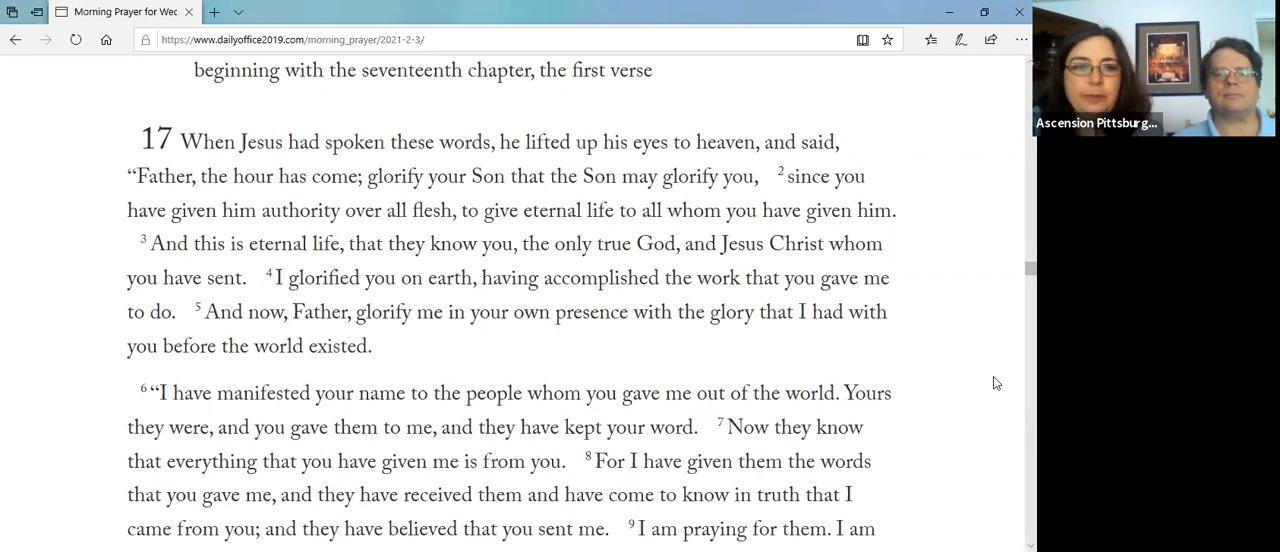 Morning Prayer for Wed
https://www.dailyoffice2019.com/morning_prayer/2021-2-3/
beginning with the seventeenth chapter, the first verse
17 When Jesus had spoken these words, he lifted up his eyes to heaven, and said,
“Father, the hour has come; glorify your Son that the Son may glorify you, 2 since you
have given him authority over all flesh, to give eternal life to all whom you have given him.
3 And this is eternal life, that they know you, the only true God, and Jesus Christ whom
you have sent. 4 I glorified you on earth, having accomplished the work that you gave me
to do. 5 And now, Father, glorify me in your own presence with the glory that I had with
you before the world existed.
6 “I have manifested your name to the people whom you gave me out of the world. Yours
they were, and you gave them to me, and they have kept your word. 7 Now they know
that everything that you have given me is from you. 8 For I have given them the words
that you gave me, and they have received them and have come to know in truth that I
came from you; and they have believed that you sent me. 9 I am praying for them. I am
Ascension Pittsburg...